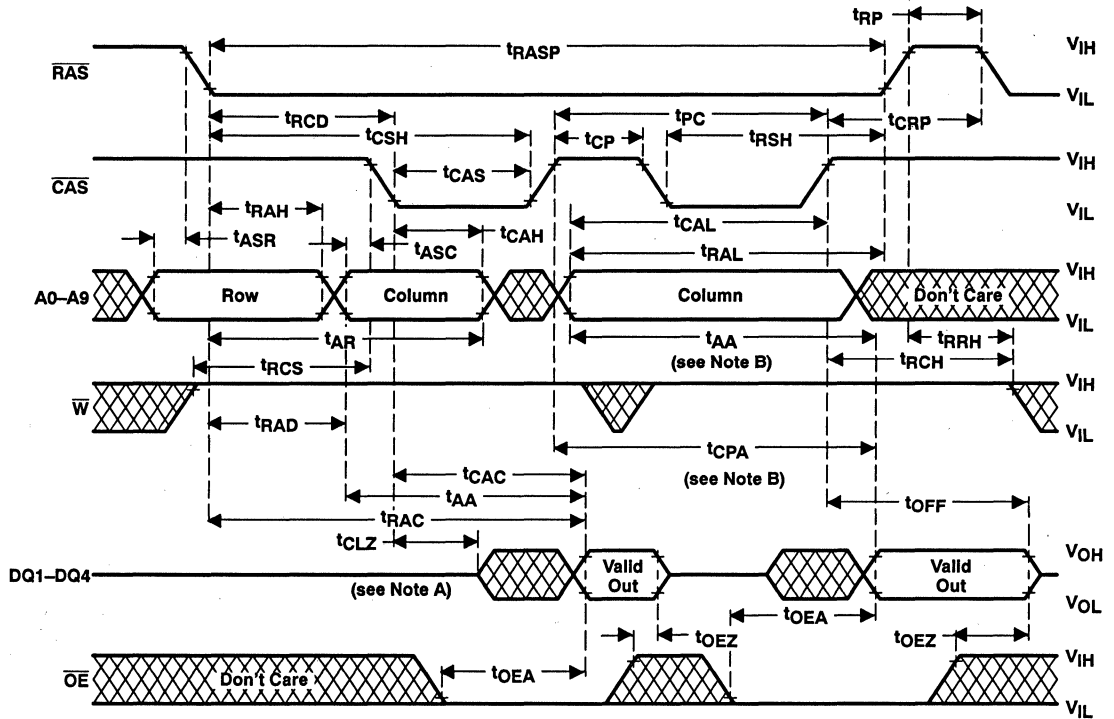 tRP
VIH
RAS
tRASP
VIL
tRCD
tPC
tCRP
tCSH
tCP
tRSH
VIH
CAS
tCAS
VIL
tRAH
tCAL
tASR
tASC
tCAH
tRAL
VIH
A0–A9
Row
Column
Column
Don't Care
VIL
tAR
tAA
tRRH
(see Note B)
tRCS
tRCH
VIH
W
VIL
tRAD
tCPA
(see Note B)
tCAC
tAA
tOFF
tRAC
tCLZ
VOH
DQ1–DQ4
(see Note A)
Valid
Out
Valid
Out
VOL
tOEA
tOEZ
tOEZ
VIH
OE
Don't Care
tOEA
VIL